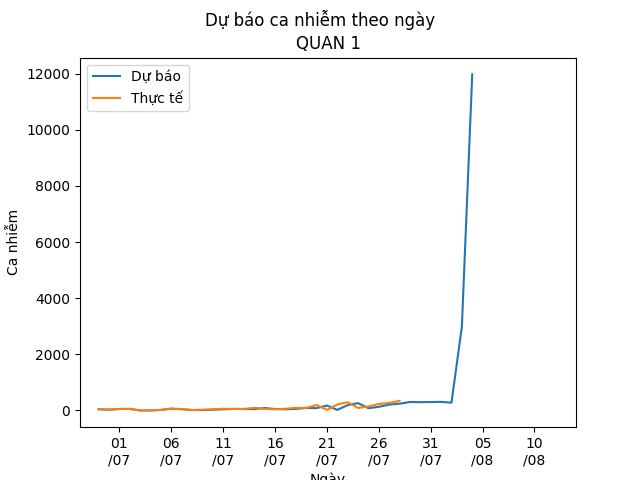 Dự báo ca nhiễm theo ngày
QUAN 1
Dự báo
Thực tế
Ca nhiễm
12000
10000
8000
6000
4000
2000
0
01 06 11 16 21 26 31 05 10
/07 /07 /07 /07 /07 /07 /07 /08 /08
Ngày